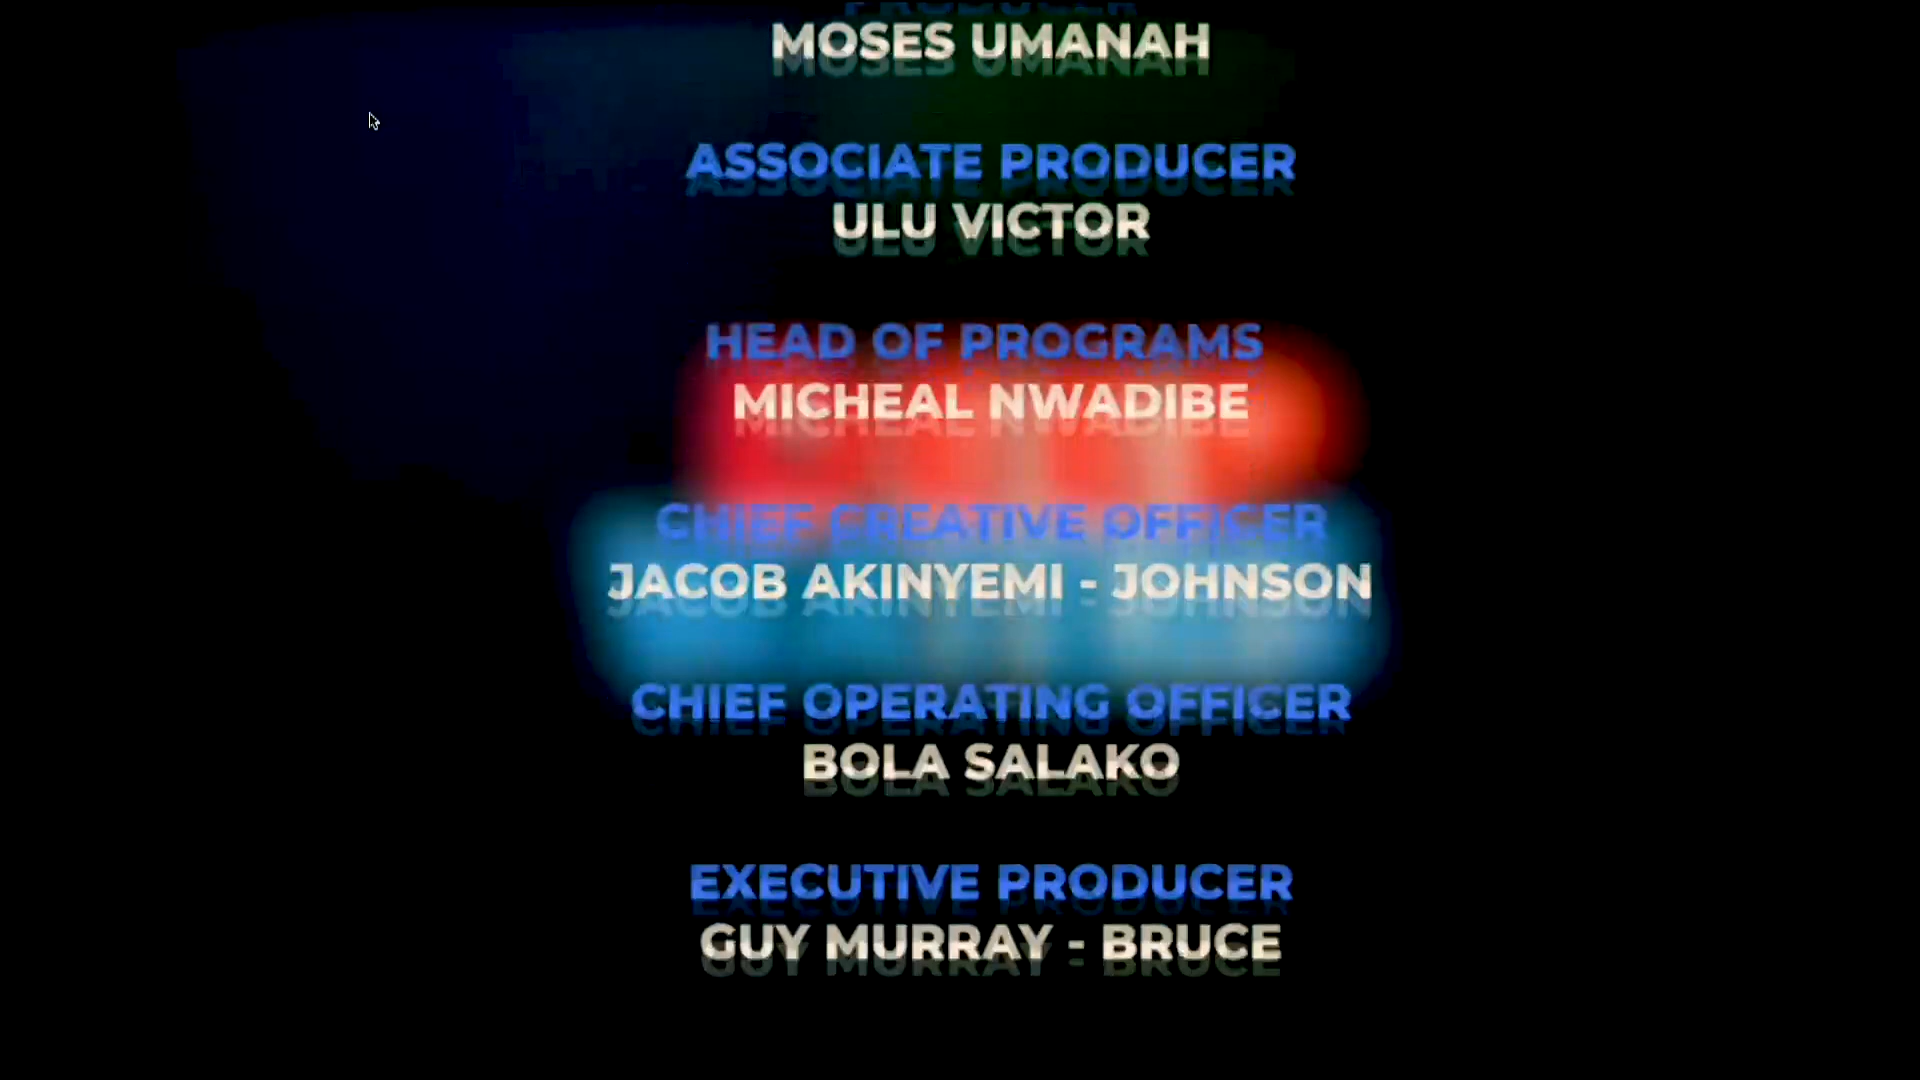 PRODUCER
MOSES UMANAH
ASSOCIATE PRODUCER
ULU VICTOR
HEAD OF PROGRAMS
MICHEAL NWADIBE
CHIEF CREATIVE OFFICER
JACOB AKINYEMI - JOHNSON
CHIEF OPERATING OFFICER
BOLA SALAKO
EXECUTIVE PRODUCER
GUY MURRAY - BRUCE